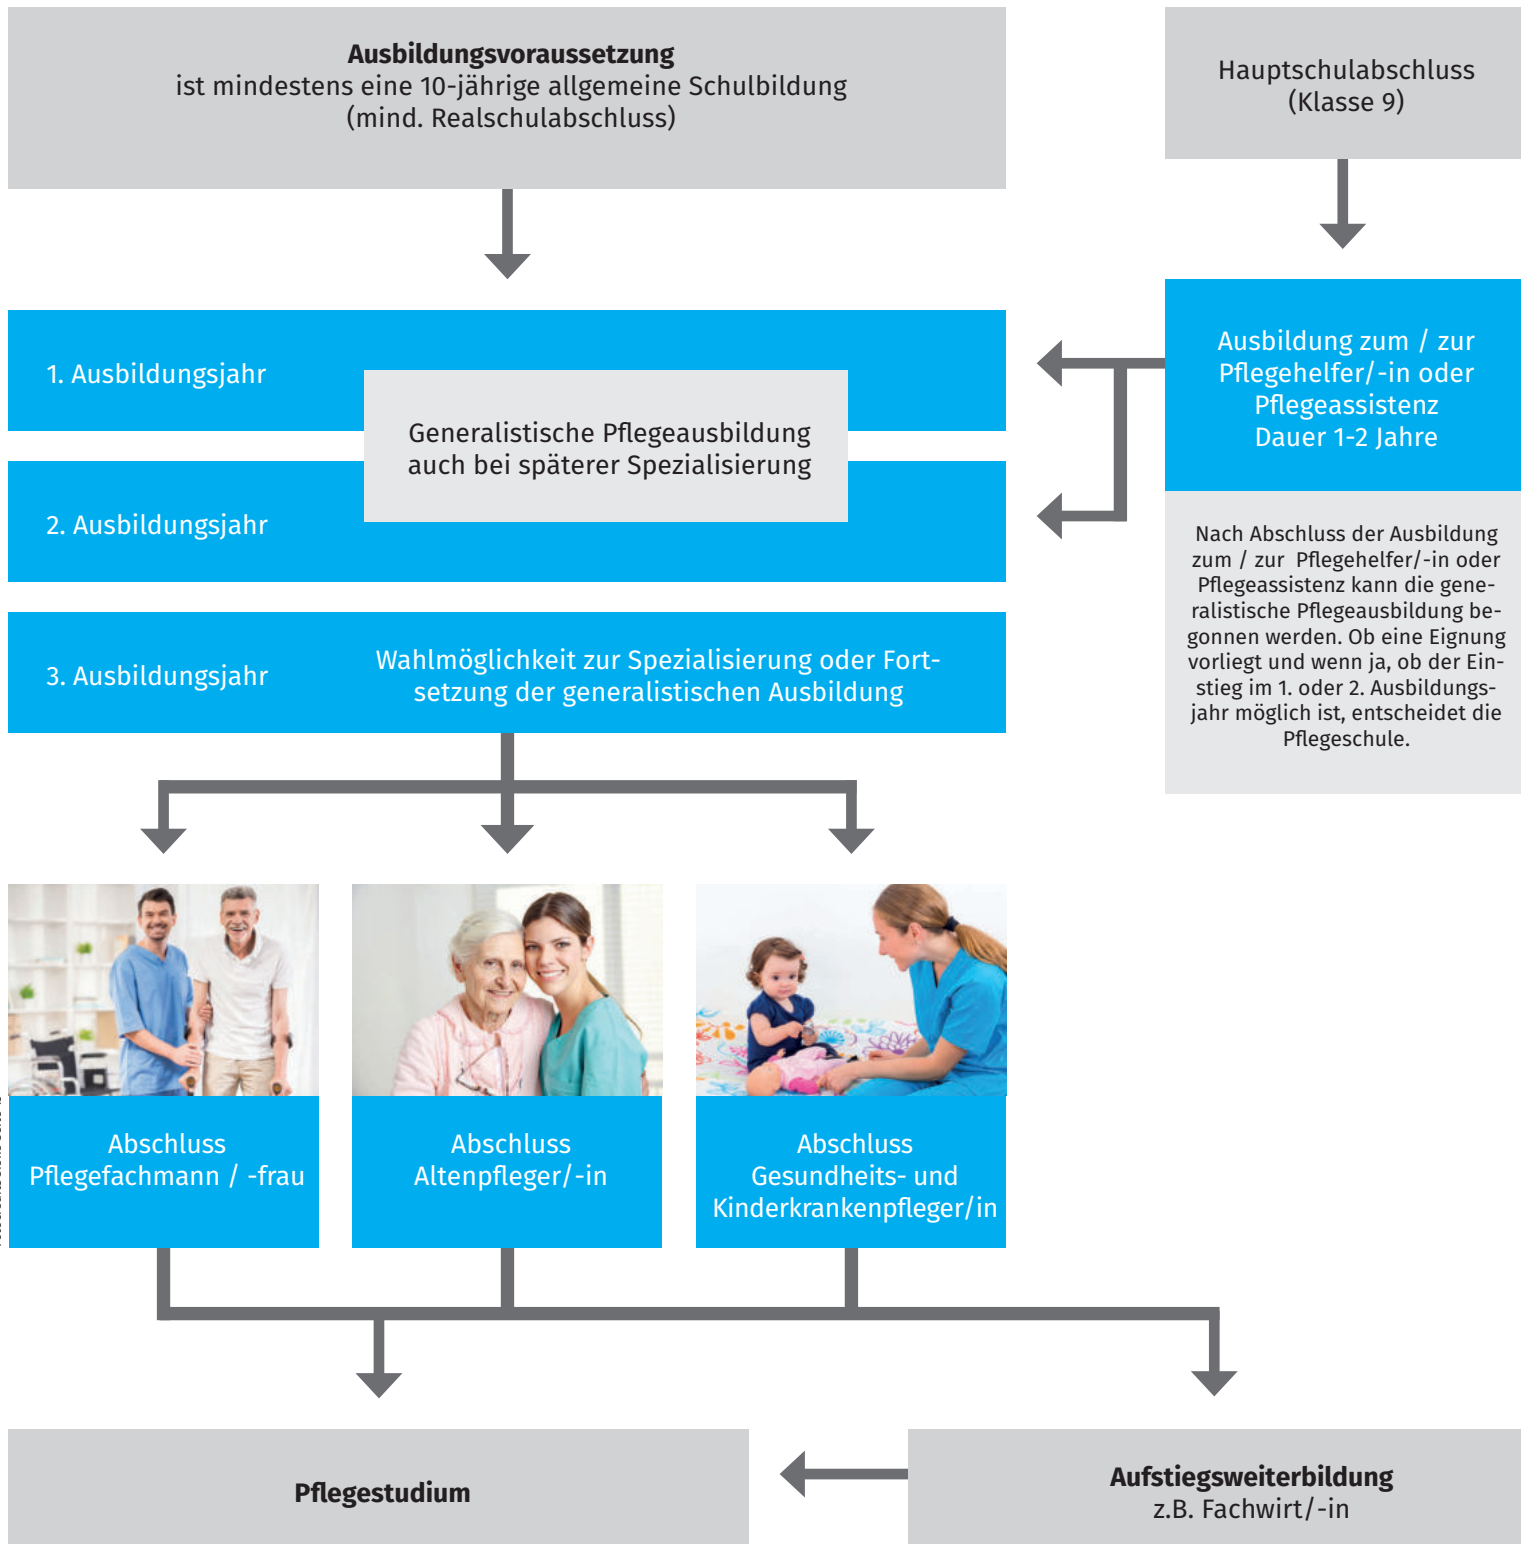 Ausbildungsvoraussetzung
ist mindestens eine 10-jährige allgemeine Schulbildung
(mind. Realschulabschluss)
Hauptschulabschluss
(Klasse 9)
1. Ausbildungsjahr
Generalistische Pflegeausbildung
auch bei späterer Spezialisierung
2. Ausbildungsjahr
3. Ausbildungsjahr
Wahlmöglichkeit zur Spezialisierung oder Fort-
setzung der generalistischen Ausbildung
Ausbildung zum / zur
Pflegehelfer/-in oder
Pflegeassistenz
Dauer 1-2 Jahre
Nach Abschluss der Ausbildung
zum / zur Pflegehelfer/-in oder
Pflegeassistenz kann die gene-
ralistische Pflegeausbildung be-
gonnen werden. Ob eine Eignung
vorliegt und wenn ja, ob der Ein-
stieg im 1. oder 2. Ausbildungs-
jahr möglich ist, entscheidet die
Pflegeschule.
Abschluss
Pflegefachmann / -frau
Abschluss
Altenpfleger/-in
Abschluss
Gesundheits- und
Kinderkrankenpfleger/in
Pflegestudium
Aufstiegsweiterbildung
z.B. Fachwirt/-in